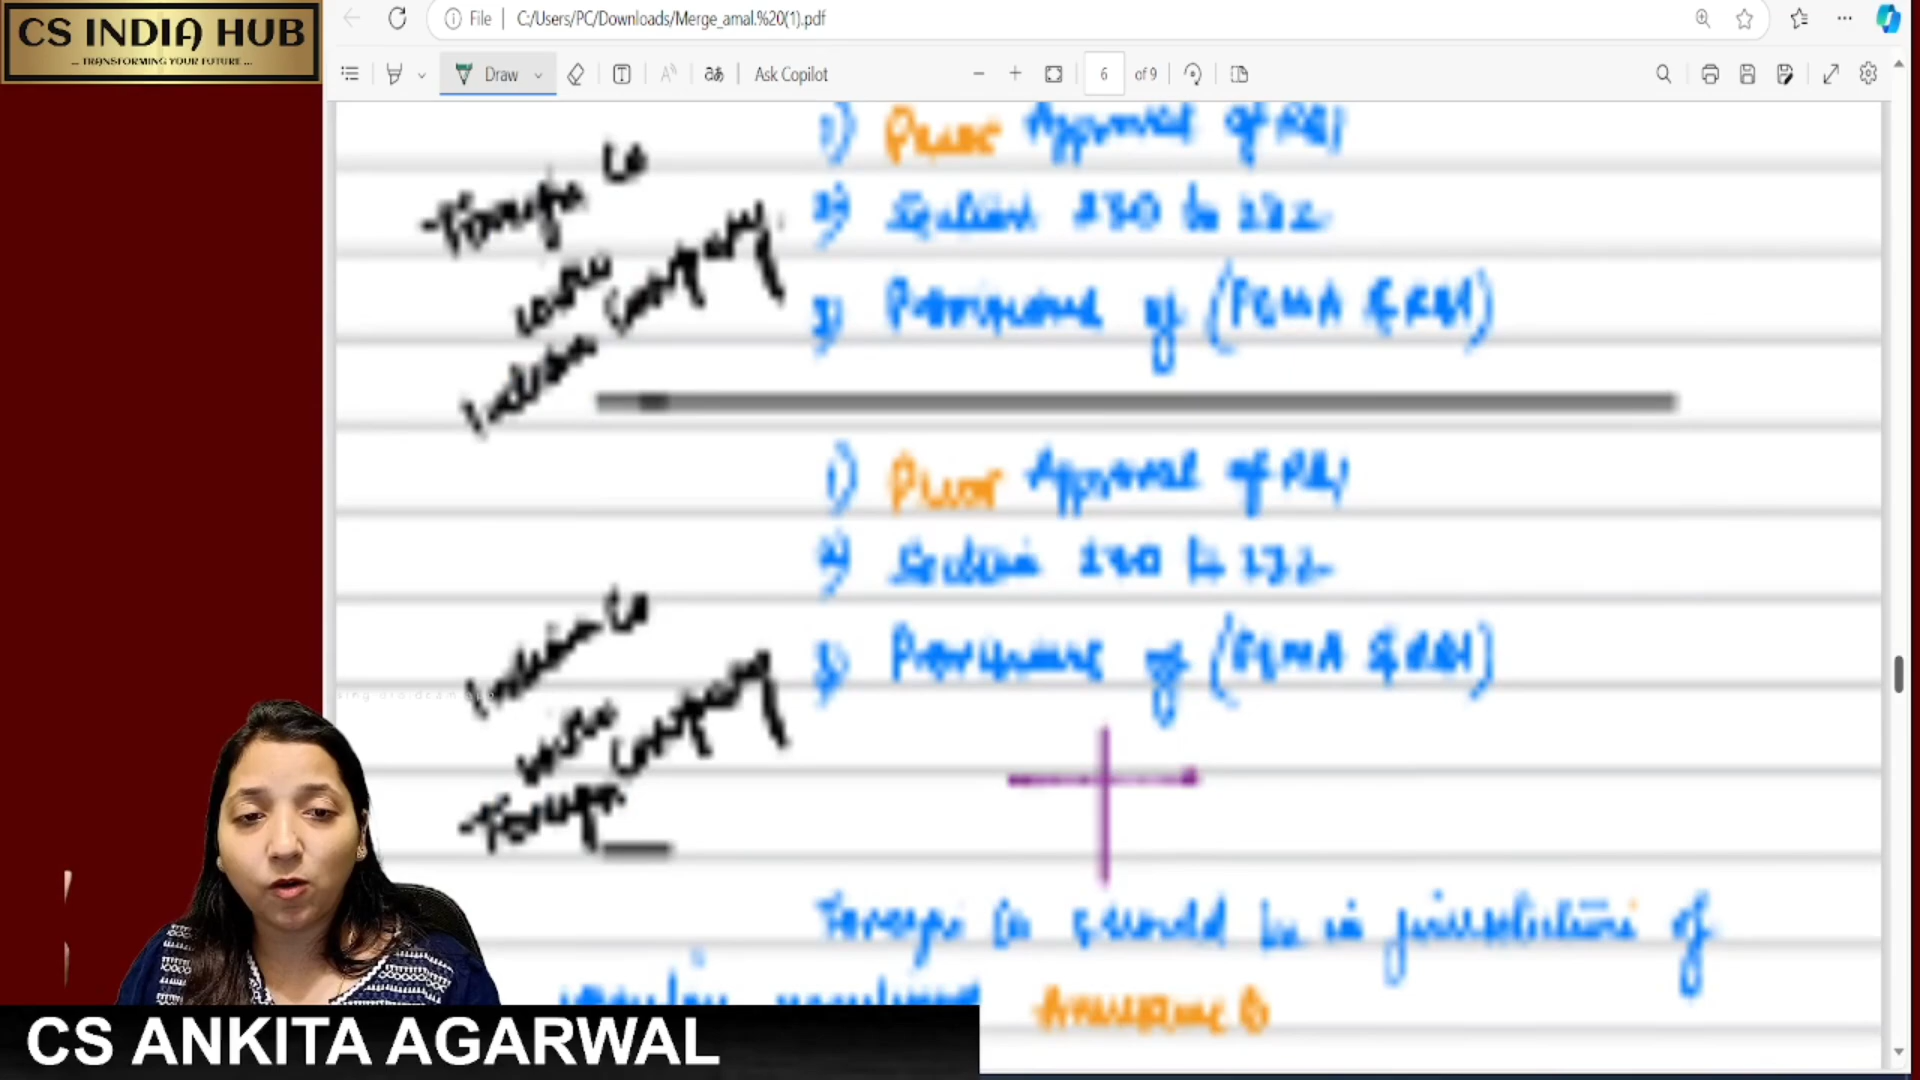 CS INDIA HUB
... TRANSFORMING YOUR FUTURE ...
File C:/Users/PC/Downloads/Merge_amal.%20(1).pdf
Draw
aあ
Ask Copilot
6 of 9
1) Prior Approval of RBI
2) Section 230 to 232
3) Provisions of (FEMA & RBI)
Foreign Co
with
Indian Company
1) Prior Approval of RBI
2) Section 230 to 232
3) Provisions of (FEMA & RBI)
Indian Co
with
Foreign Company
Foreign Co should be in jurisdiction of
Annexure B
CS ANKITA AGARWAL